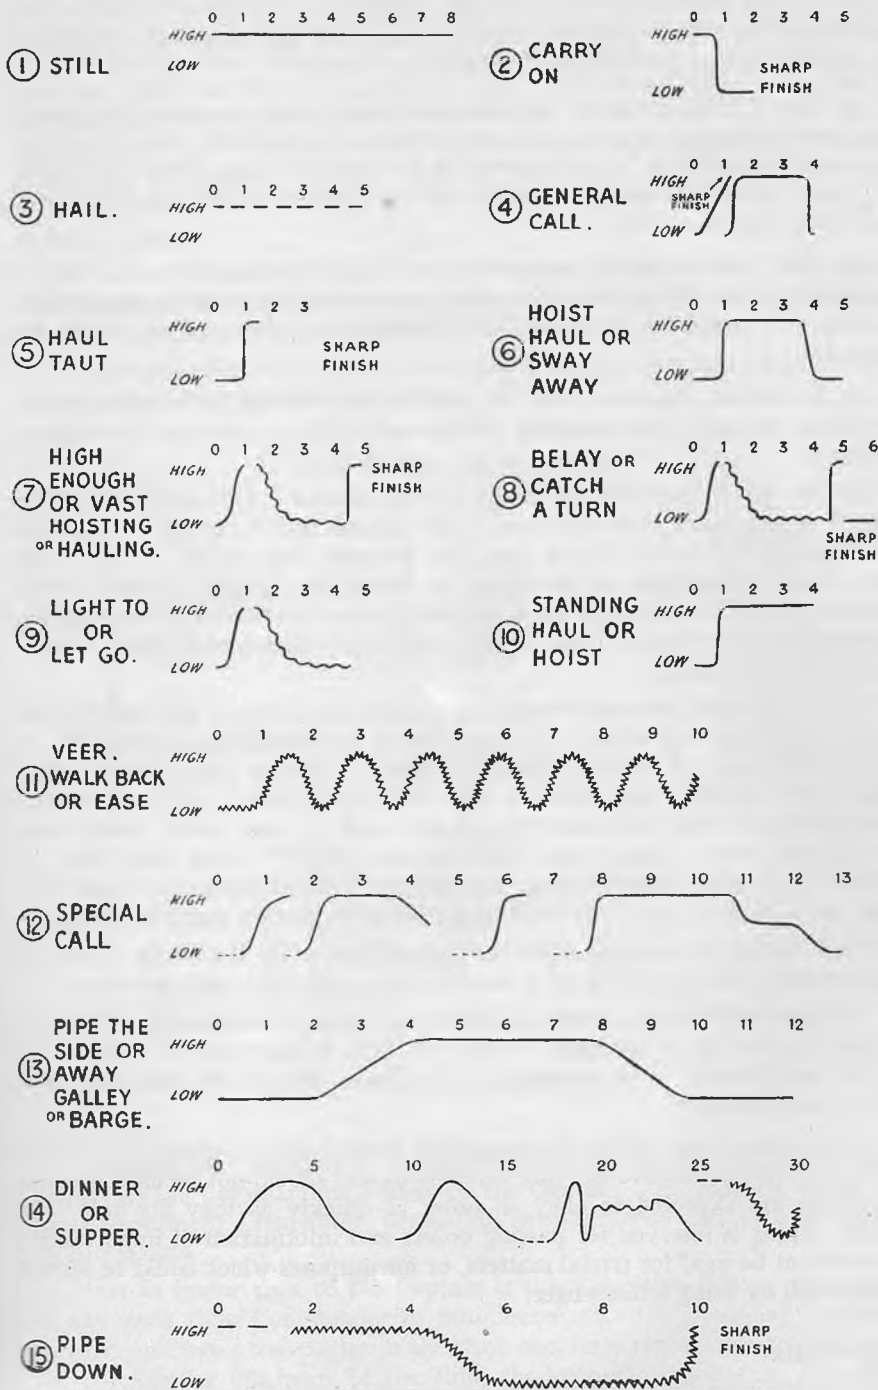 0 1 2 3 4 5 6 7 8
① STILL
HIGH
LOW
0 1 2 3 4 5
② CARRY
ON
HIGH
LOW
SHARP
FINISH
0 1 2 3 4 5
③ HAIL.
HIGH
LOW
0 1 2 3 4
④ GENERAL
CALL.
HIGH
LOW
SHARP
FINISH
0 1 2 3
⑤ HAUL
TAUT
HIGH
LOW
SHARP
FINISH
0 1 2 3 4 5
⑥ HOIST
HAUL OR
SWAY
AWAY
HIGH
LOW
0 1 2 3 4 5
⑦ HIGH
ENOUGH
OR VAST
HOISTING
OR HAULING.
HIGH
LOW
SHARP
FINISH
0 1 2 3 4 5 6
⑧ BELAY OR
CATCH
A TURN
HIGH
LOW
SHARP
FINISH
0 1 2 3 4 5
⑨ LIGHT TO
OR
LET GO.
HIGH
LOW
0 1 2 3 4
⑩ STANDING
HAUL OR
HOIST
HIGH
LOW
0 1 2 3 4 5 6 7 8 9 10
⑪ VEER.
WALK BACK
OR EASE
HIGH
LOW
0 1 2 3 4 5 6 7 8 9 10 11 12 13
⑫ SPECIAL
CALL
HIGH
LOW
0 1 2 3 4 5 6 7 8 9 10 11 12
⑬ PIPE THE
SIDE OR
AWAY
GALLEY
OR BARGE.
HIGH
LOW
0 5 10 15 20 25 30
⑭ DINNER
OR
SUPPER.
HIGH
LOW
0 2 4 6 8 10
⑮ PIPE
DOWN.
HIGH
LOW
SHARP
FINISH